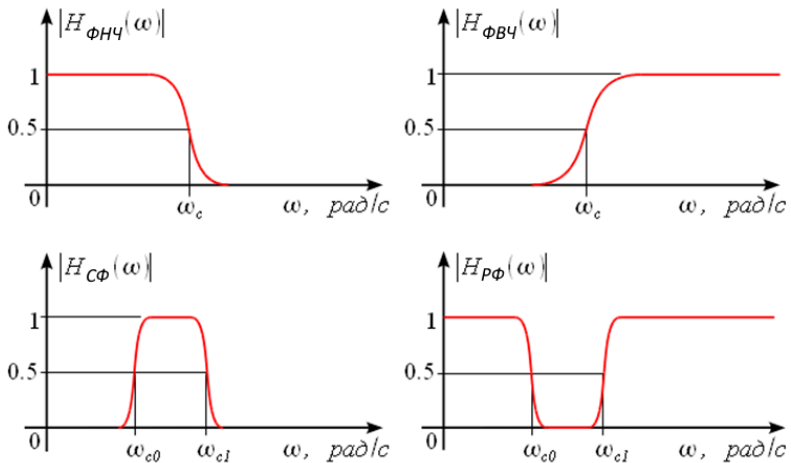 |H_ФНЧ(ω)|
1
0.5
0
ω_c
ω, рад/с
|H_ФВЧ(ω)|
1
0.5
0
ω_c
ω, рад/с
|H_СФ(ω)|
1
0.5
0
ω_c0
ω_c1
ω, рад/с
|H_РФ(ω)|
1
0.5
0
ω_c0
ω_c1
ω, рад/с